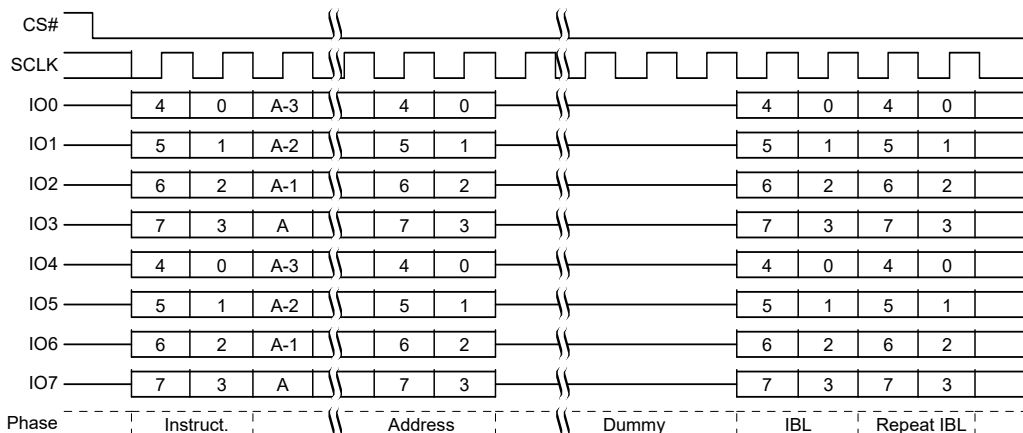 CS#
SCLK
IO0 4 0 A-3 4 0 4 0 4 0
IO1 5 1 A-2 5 1 5 1 5 1
IO2 6 2 A-1 6 2 6 2 6 2
IO3 7 3 A 7 3 7 3 7 3
IO4 4 0 A-3 4 0 4 0 4 0
IO5 5 1 A-2 5 1 5 1 5 1
IO6 6 2 A-1 6 2 6 2 6 2
IO7 7 3 A 7 3 7 3 7 3
Phase Instruct. Address Dummy IBL Repeat IBL